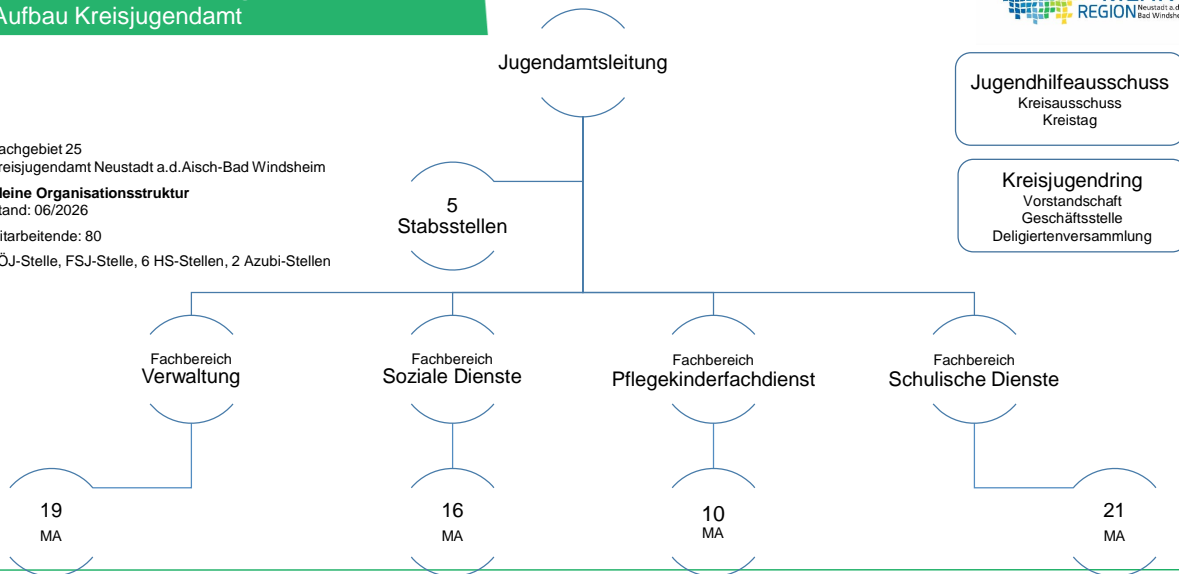 Aufbau Kreisjugendamt
REGION
Neustadt a.d.
Bad Windshe
Jugendamtsleitung
Jugendhilfeausschuss
Kreisausschuss
Kreistag
achgebiet 25
reisjugendamt Neustadt a.d.Aisch-Bad Windsheim
leine Organisationsstruktur
tand: 06/2026
itarbeitende: 80
ÖJ-Stelle, FSJ-Stelle, 6 HS-Stellen, 2 Azubi-Stellen
Kreisjugendring
Vorstandschaft
Geschäftsstelle
Deligiertenversammlung
5
Stabsstellen
Fachbereich
Verwaltung
Fachbereich
Soziale Dienste
Fachbereich
Pflegekinderfachdienst
Fachbereich
Schulische Dienste
19
MA
16
MA
10
MA
21
MA